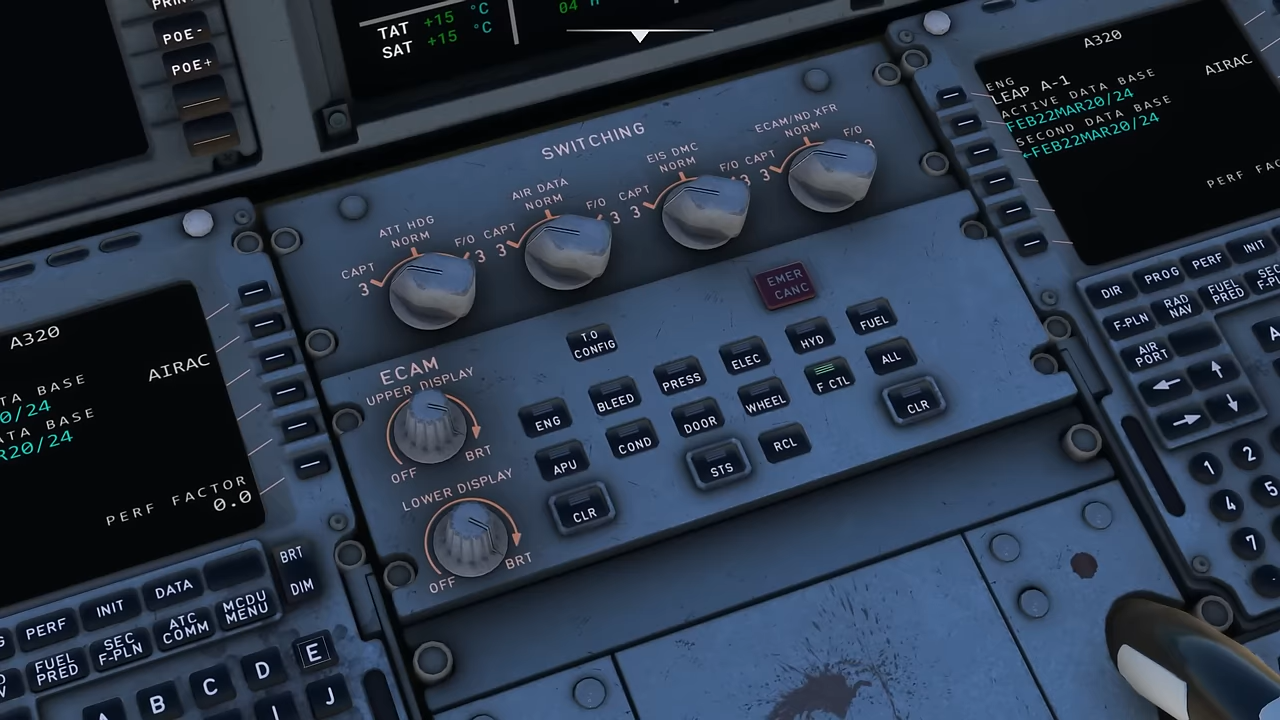 POE-
POE+
TAT +15 °C
SAT +15 °C
04
SWITCHING
ATT HDG
NORM
CAPT
3
F/O
3
AIR DATA
NORM
CAPT
3
F/O
3
EIS DMC
NORM
CAPT
3
F/O
3
ECAM/ND XFR
NORM
CAPT
3
F/O
3
EMER
CANC
ECAM
UPPER DISPLAY
OFF
BRT
LOWER DISPLAY
OFF
BRT
T.O
CONFIG
ENG
BLEED
PRESS
ELEC
HYD
FUEL
APU
COND
DOOR
WHEEL
F CTL
ALL
CLR
STS
RCL
CLR
A320
AIRAC
BASE
0/24
ATA BASE
R20/24
PERF FACTOR
0.0
PERF
INIT
DATA
BRT
DIM
FUEL
PRED
SEC
F-PLN
ATC
COMM
MCDU
MENU
A
B
C
D
E
J
A320
ENG
LEAP A-1
AIRAC
ACTIVE DATA BASE
FEB22MAR20/24
SECOND DATA BASE
←FEB22MAR20/24
PERF FAC
DIR
PROG
PERF
INIT
F-PLN
RAD
NAV
FUEL
PRED
SEC
F-PL
AIR
PORT
←
↑
→
↓
1
2
4
5
7